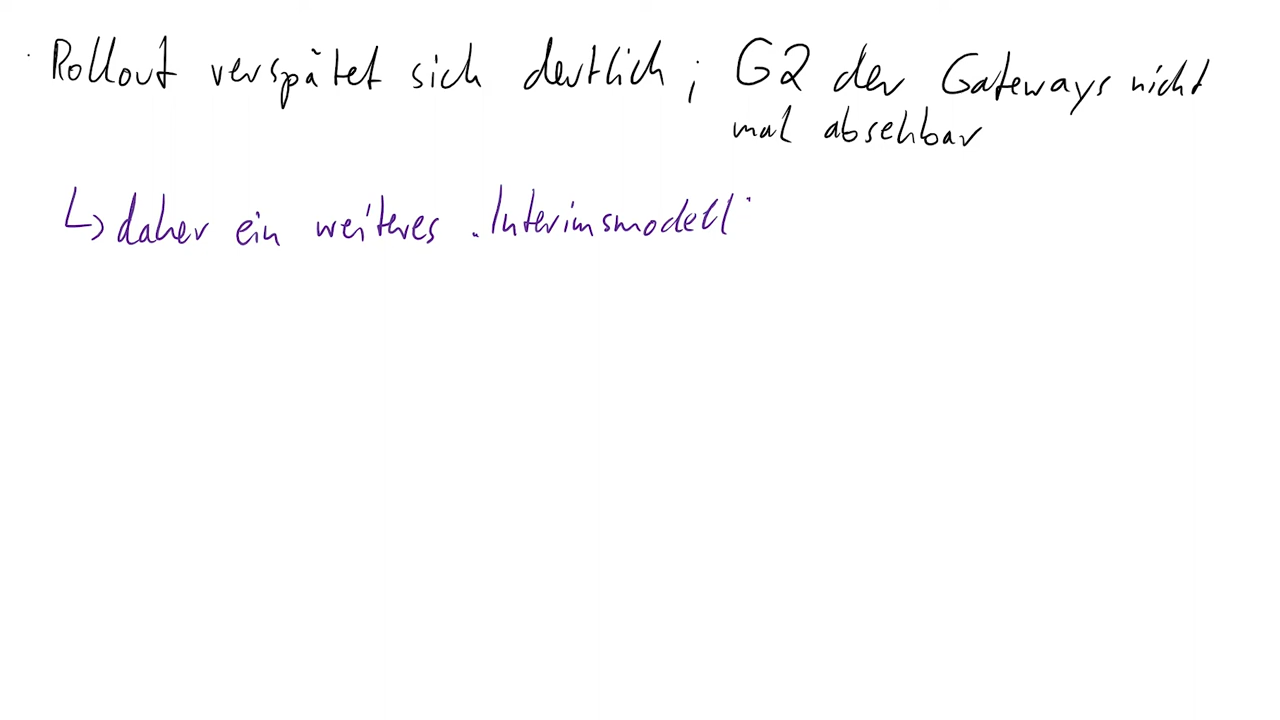 Rollout verspätet sich deutlich; G2 der Gateways nicht
mal absehbar
↳ daher ein weiteres "Interimsmodell"